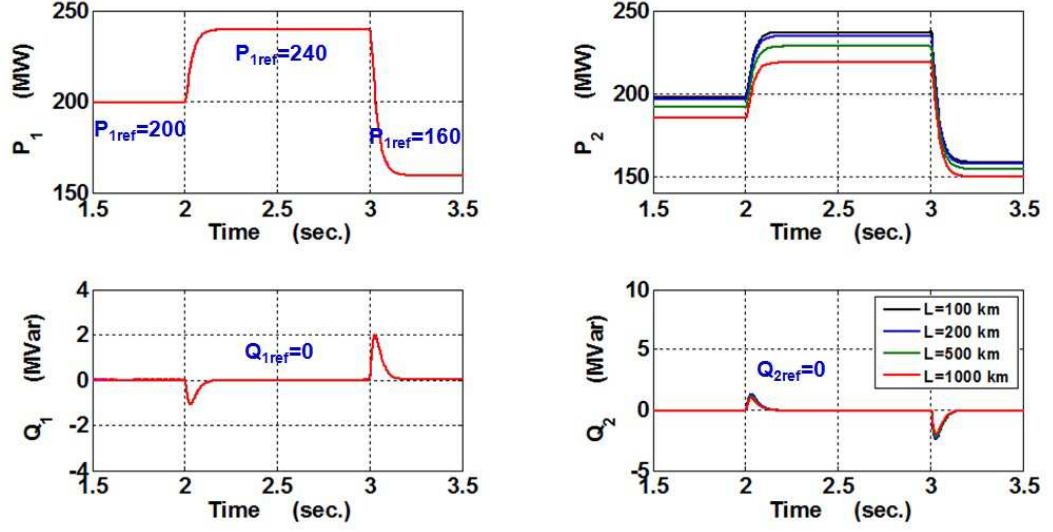 250
200
150
P1 (MW)
P1ref=240
P1ref=200
P1ref=160
1.5 2 2.5 3 3.5
Time (sec.)
250
200
150
P2 (MW)
1.5 2 2.5 3 3.5
Time (sec.)
4
2
0
-2
-4
Q1 (MVar)
Q1ref=0
1.5 2 2.5 3 3.5
Time (sec.)
10
5
0
-5
Q2 (MVar)
L=100 km
L=200 km
L=500 km
L=1000 km
Q2ref=0
1.5 2 2.5 3 3.5
Time (sec.)